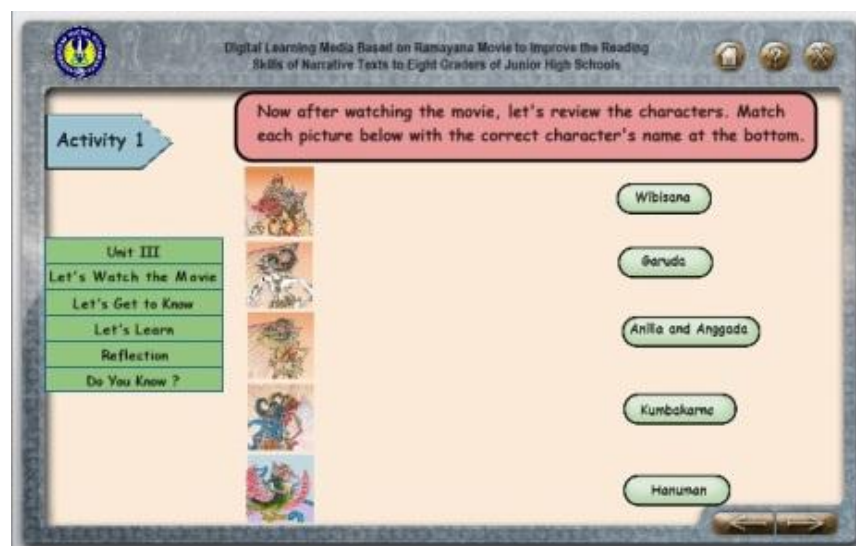 Digital Learning Media Based on Ramayana Movie to Improve the Reading
Skills of Narrative Texts to Eight Graders of Junior High Schools
Activity 1
Now after watching the movie, let's review the characters. Match
each picture below with the correct character's name at the bottom.
Unit III
Let's Watch the Movie
Let's Get to Know
Let's Learn
Reflection
Do You Know ?
Wibisana
Garuda
Anilla and Anggada
Kumbakarna
Hanuman